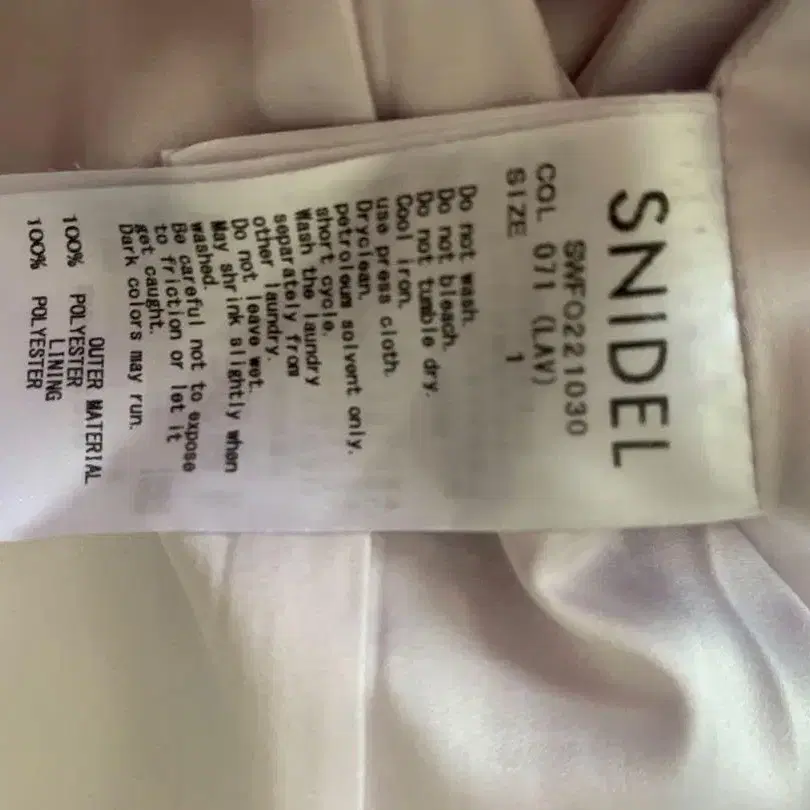 SNIDEL
SWFO221030
COL 071 (LAV)
SIZE 1
Do not wash.
Do not bleach.
Do not tumble dry.
Cool iron.
use press cloth.
Dryclean.
petroleum solvent only.
short cycle.
Wash the laundry
separately from
other laundry.
Do not leave wet.
May shrink slightly when
washed.
Be careful not to expose
to friction or let it
get caught.
Dark colors may run.
OUTER MATERIAL
100% POLYESTER
LINING
100% POLYESTER